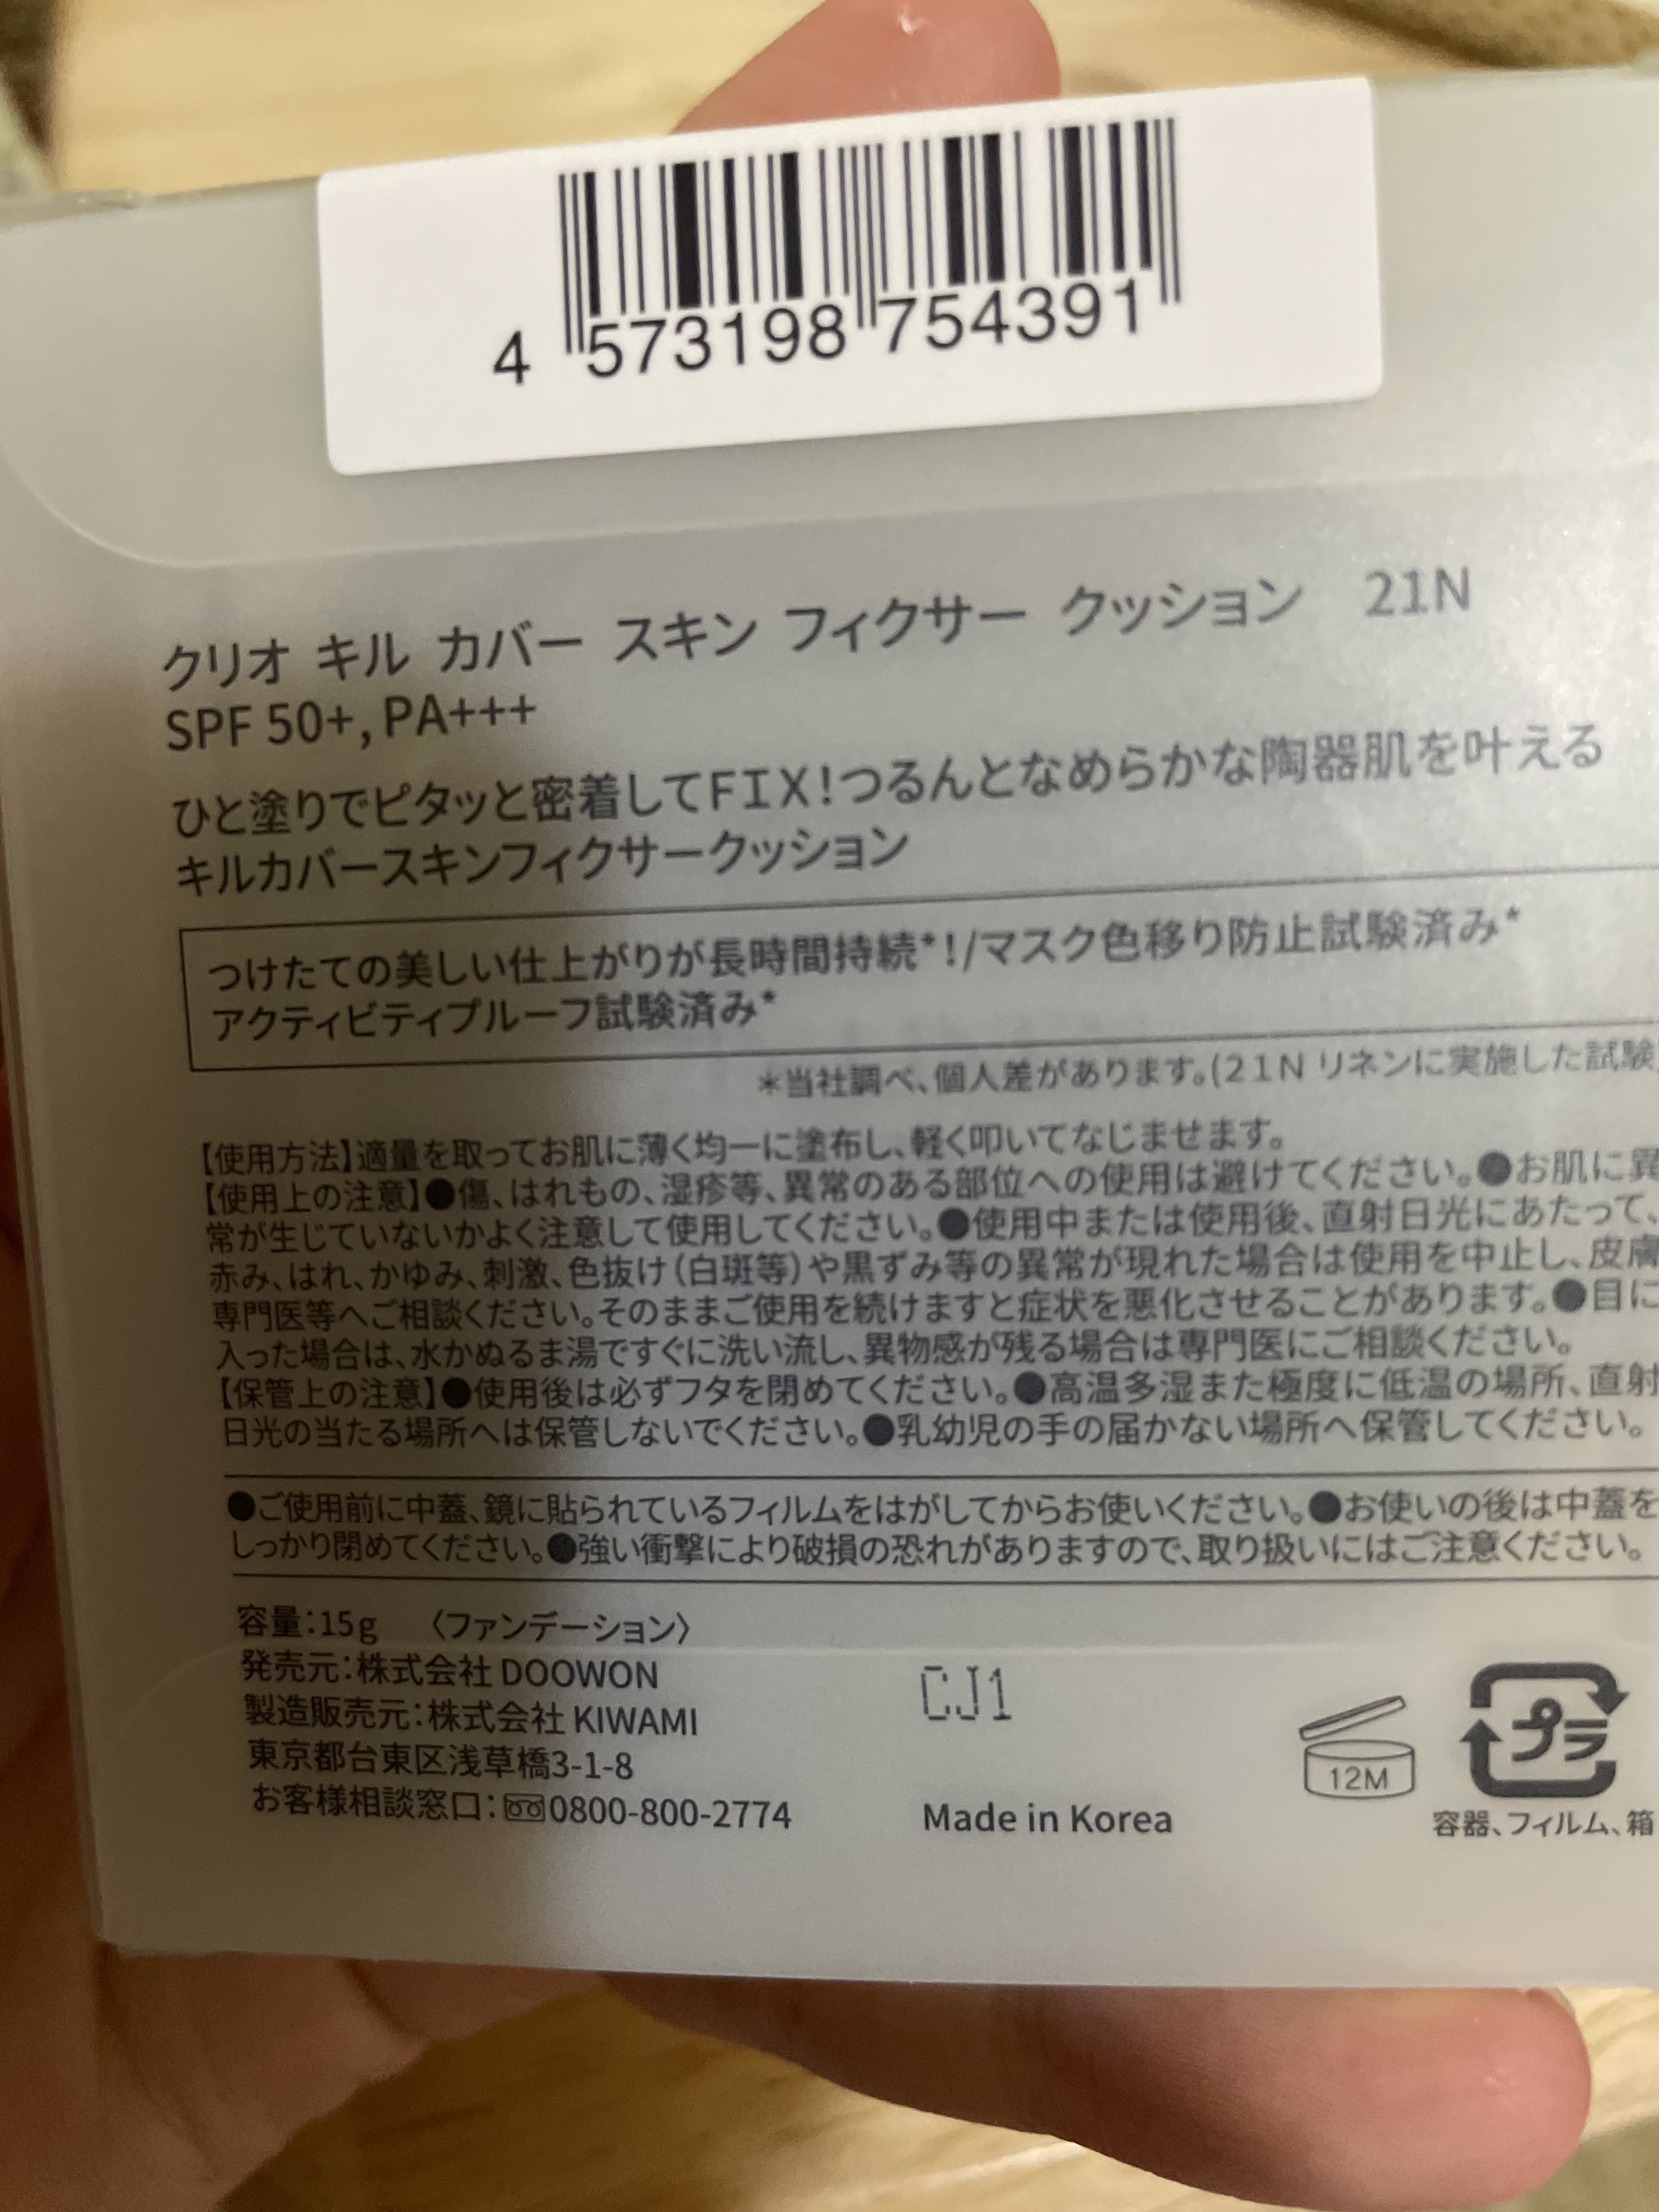 4 573198 754391
クリオ キル カバー スキン フィクサー クッション 21N
SPF 50+, PA+++
ひと塗りでピタッと密着してFIX!つるんとなめらかな陶器肌を叶える
キルカバースキンフィクサークッション
つけたての美しい仕上がりが長時間持続*!/マスク色移り防止試験済み*
アクティビティプルーフ試験済み*
*当社調べ、個人差があります。(21N リネンに実施した試験)
【使用方法】適量を取ってお肌に薄く均一に塗布し、軽く叩いてなじませます。
【使用上の注意】●傷、はれもの、湿疹等、異常のある部位への使用は避けてください。●お肌に異
常が生じていないかよく注意して使用してください。●使用中または使用後、直射日光にあたって、
赤み、はれ、かゆみ、刺激、色抜け(白斑等)や黒ずみ等の異常が現れた場合は使用を中止し、皮膚
専門医等へご相談ください。そのままご使用を続けますと症状を悪化させることがあります。●目に
入った場合は、水かぬるま湯ですぐに洗い流し、異物感が残る場合は専門医にご相談ください。
【保管上の注意】●使用後は必ずフタを閉めてください。●高温多湿また極度に低温の場所、直射
日光の当たる場所へは保管しないでください。●乳幼児の手の届かない場所へ保管してください。
●ご使用前に中蓋、鏡に貼られているフィルムをはがしてからお使いください。●お使いの後は中蓋を
しっかり閉めてください。●強い衝撃により破損の恐れがありますので、取り扱いにはご注意ください。
容量:15g 〈ファンデーション〉
発売元:株式会社 DOOWON
製造販売元:株式会社 KIWAMI
東京都台東区浅草橋3-1-8
お客様相談窓口:0800-800-2774
CJ1
Made in Korea
12M
プラ
容器、フィルム、箱